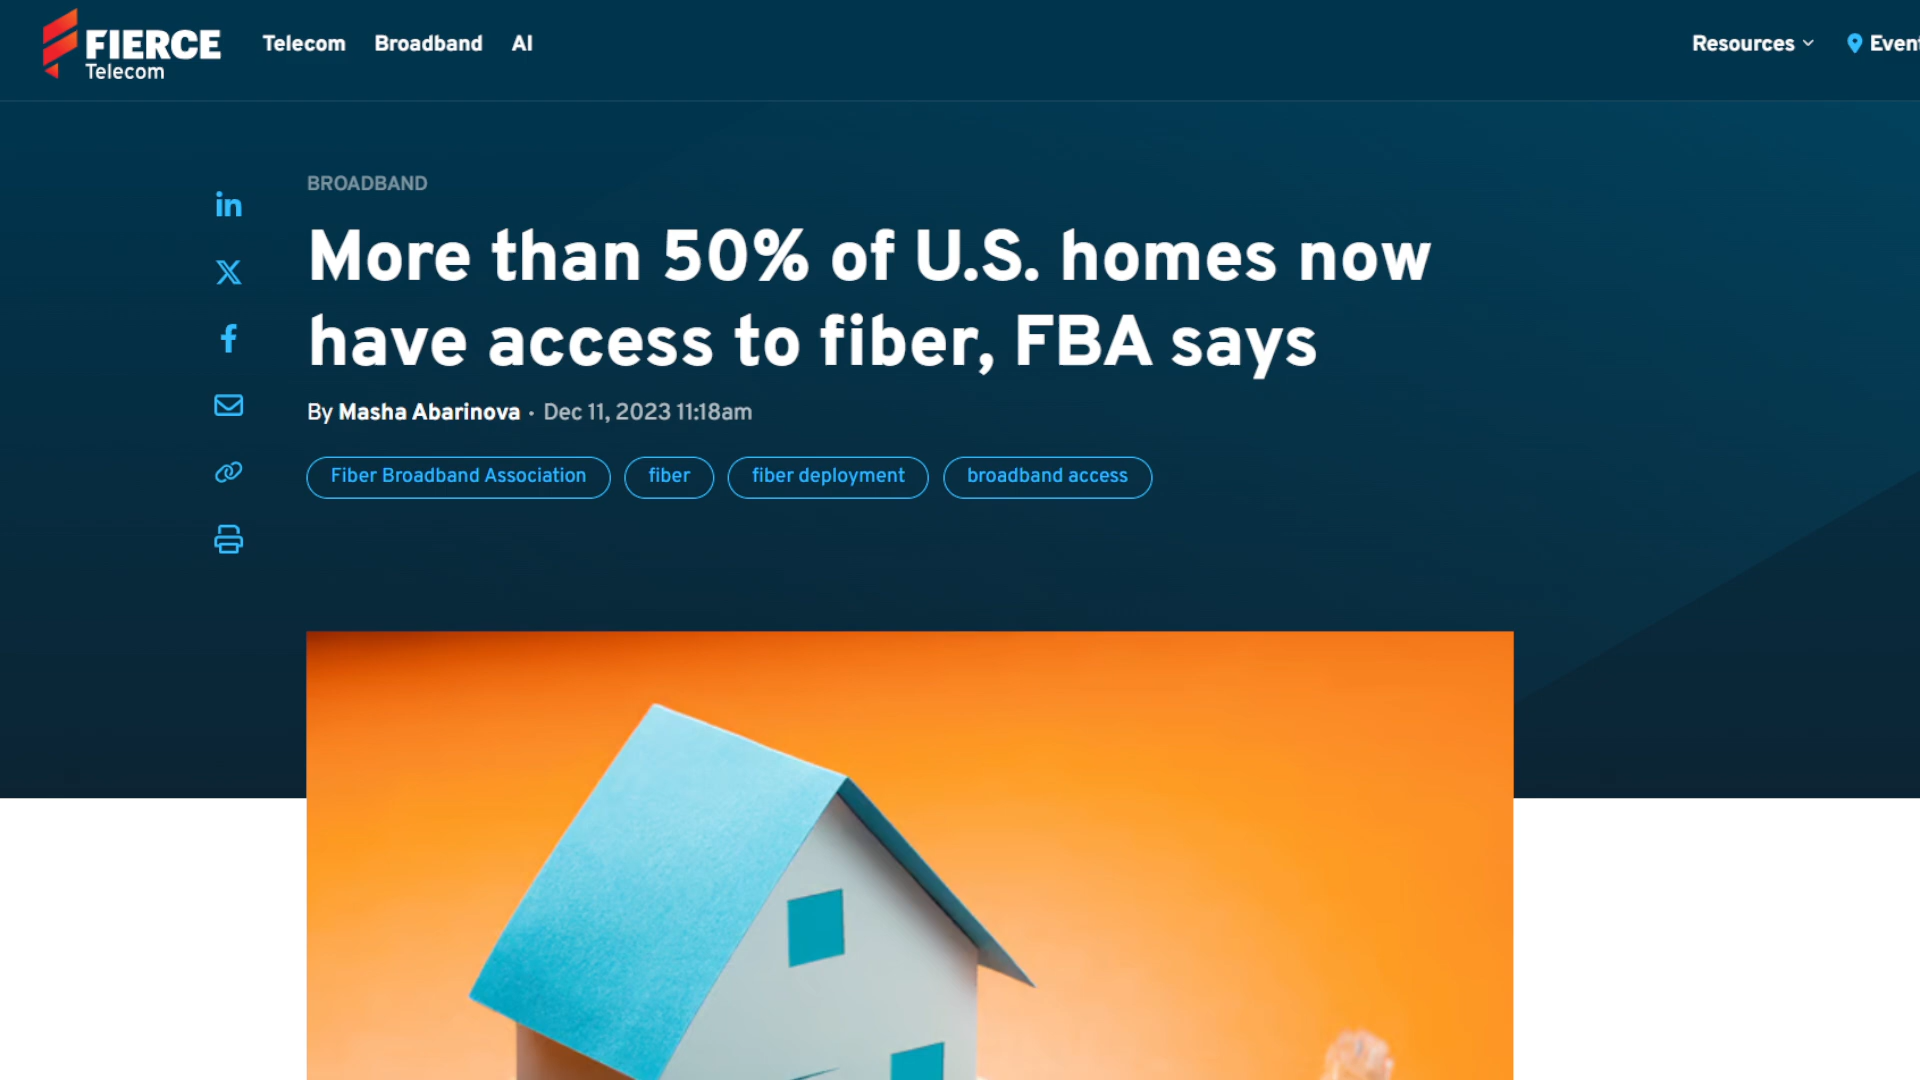 FIERCE
Telecom
Telecom Broadband AI
Resources
BROADBAND
More than 50% of U.S. homes now
have access to fiber, FBA says
By Masha Abarinova · Dec 11, 2023 11:18am
Fiber Broadband Association fiber fiber deployment broadband access